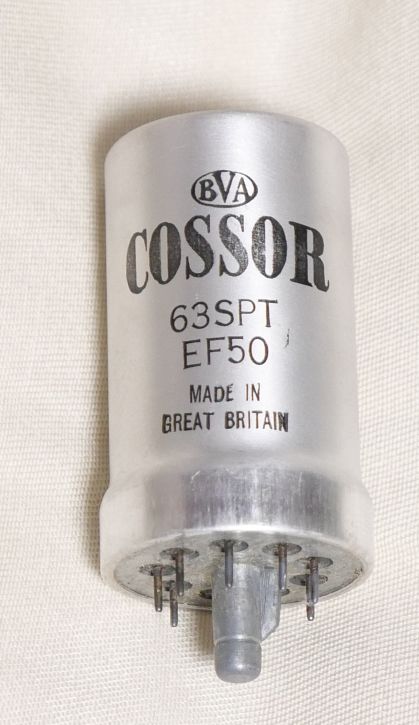 BVA
COSSOR
63SPT
EF50
MADE IN
GREAT BRITAIN